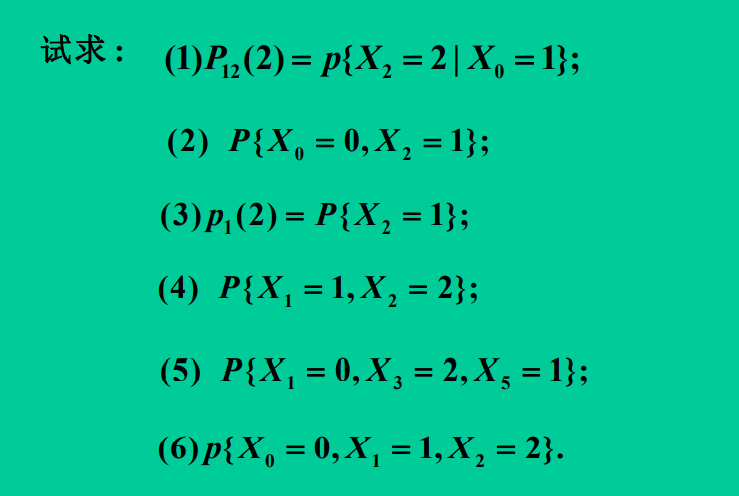 试求： (1)P₁₂(2) = p{X₂ = 2 | X₀ = 1};
(2) P{X₀ = 0, X₂ = 1};
(3)p₁(2) = P{X₂ = 1};
(4) P{X₁ = 1, X₂ = 2};
(5) P{X₁ = 0, X₃ = 2, X₅ = 1};
(6)p{X₀ = 0, X₁ = 1, X₂ = 2}.